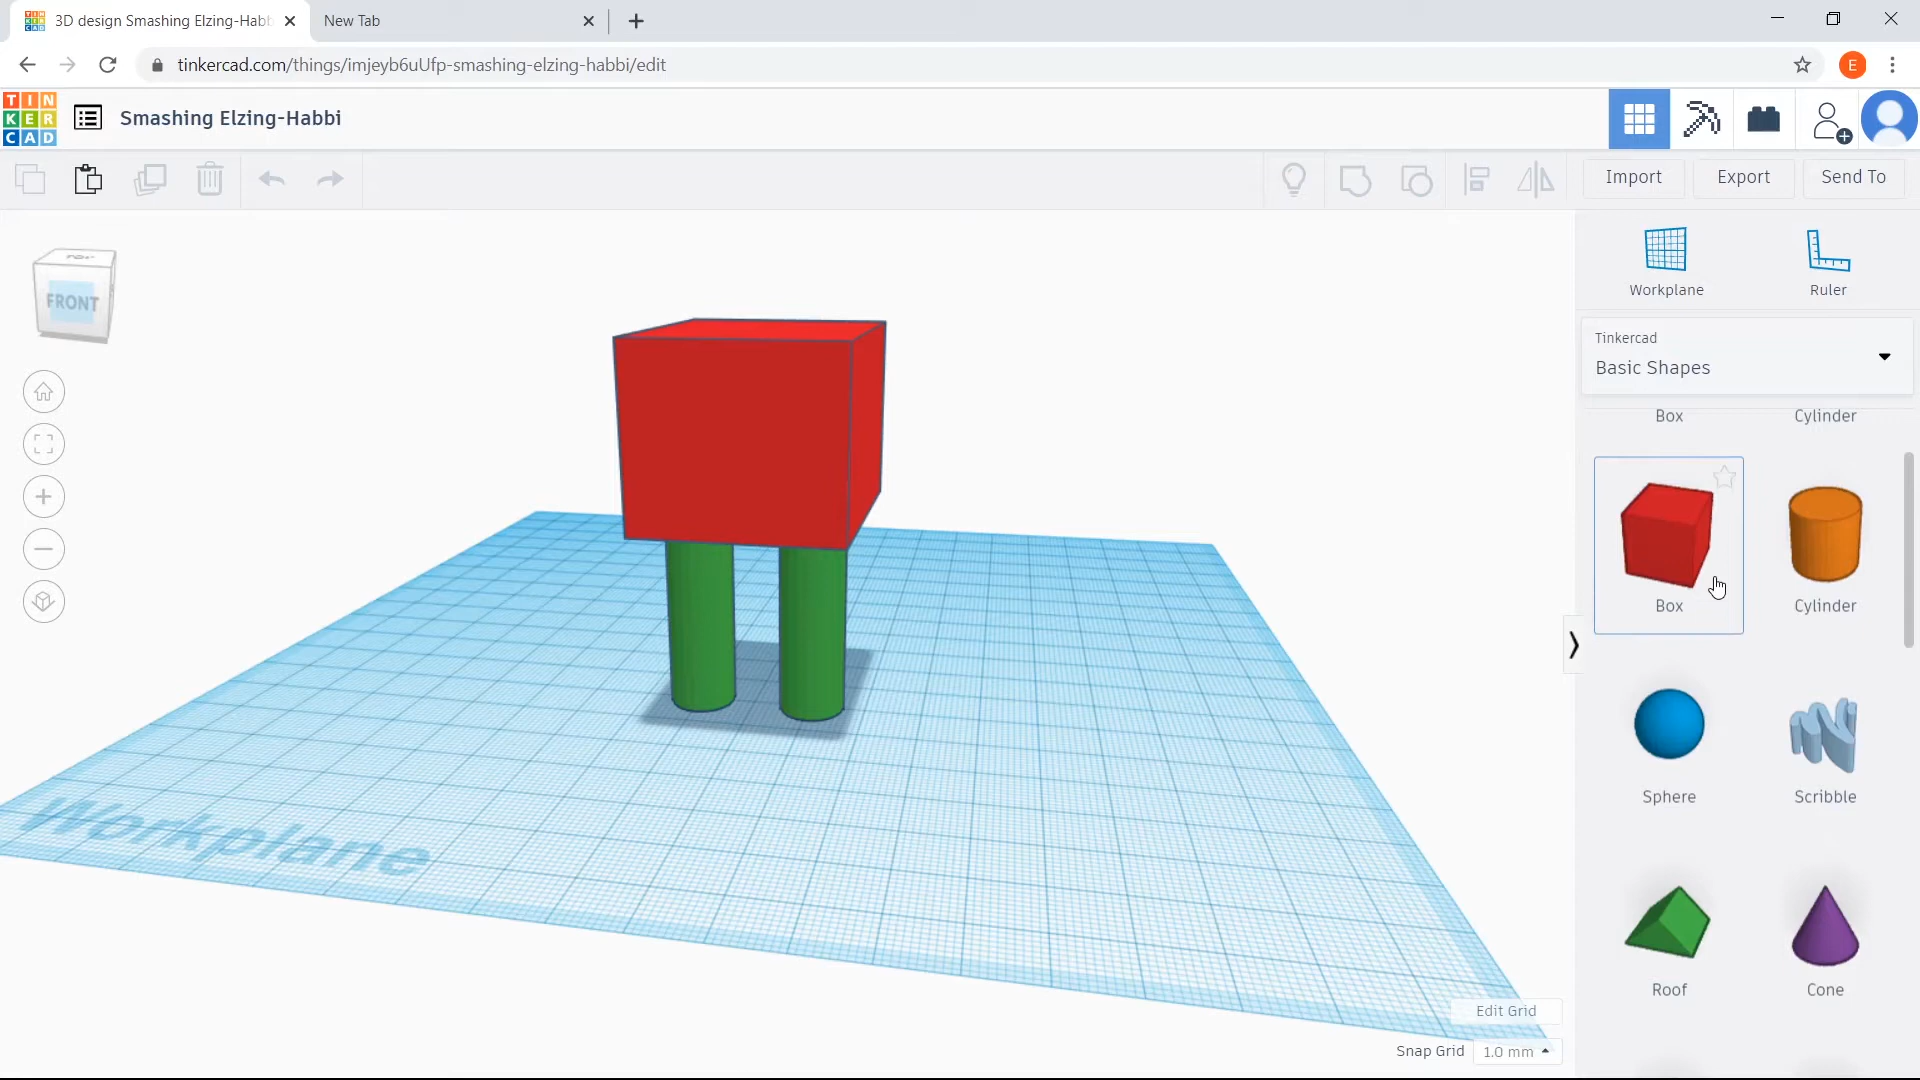 3D design Smashing Elzing-Habb
New Tab
tinkercad.com/things/imjeyb6uUfp-smashing-elzing-habbi/edit
E
TIN
KER
CAD
Smashing Elzing-Habbi
Import
Export
Send To
TOP
FRONT
Workplane
Ruler
Tinkercad
Basic Shapes
Box
Cylinder
Box
Cylinder
Sphere
Scribble
Roof
Cone
Workplane
Edit Grid
Snap Grid 1.0 mm